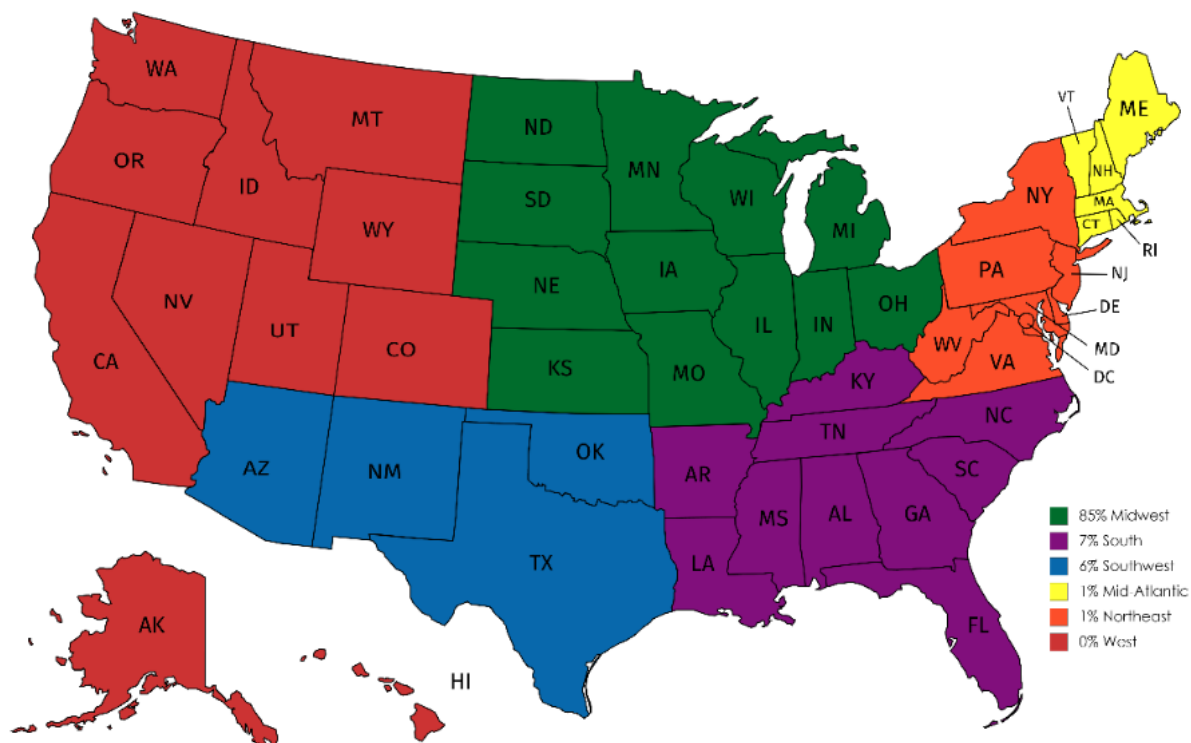 WA
MT
ND
MN
VT
ME
OR
ID
SD
WI
MI
NY
NH
MA
CT
RI
WY
NE
IA
PA
NJ
NV
UT
CO
IL
IN
OH
DE
CA
KS
MO
WV
VA
MD
DC
KY
NC
TN
AZ
NM
OK
AR
SC
MS
AL
GA
TX
LA
FL
AK
HI
85% Midwest
7% South
6% Southwest
1% Mid-Atlantic
1% Northeast
0% West